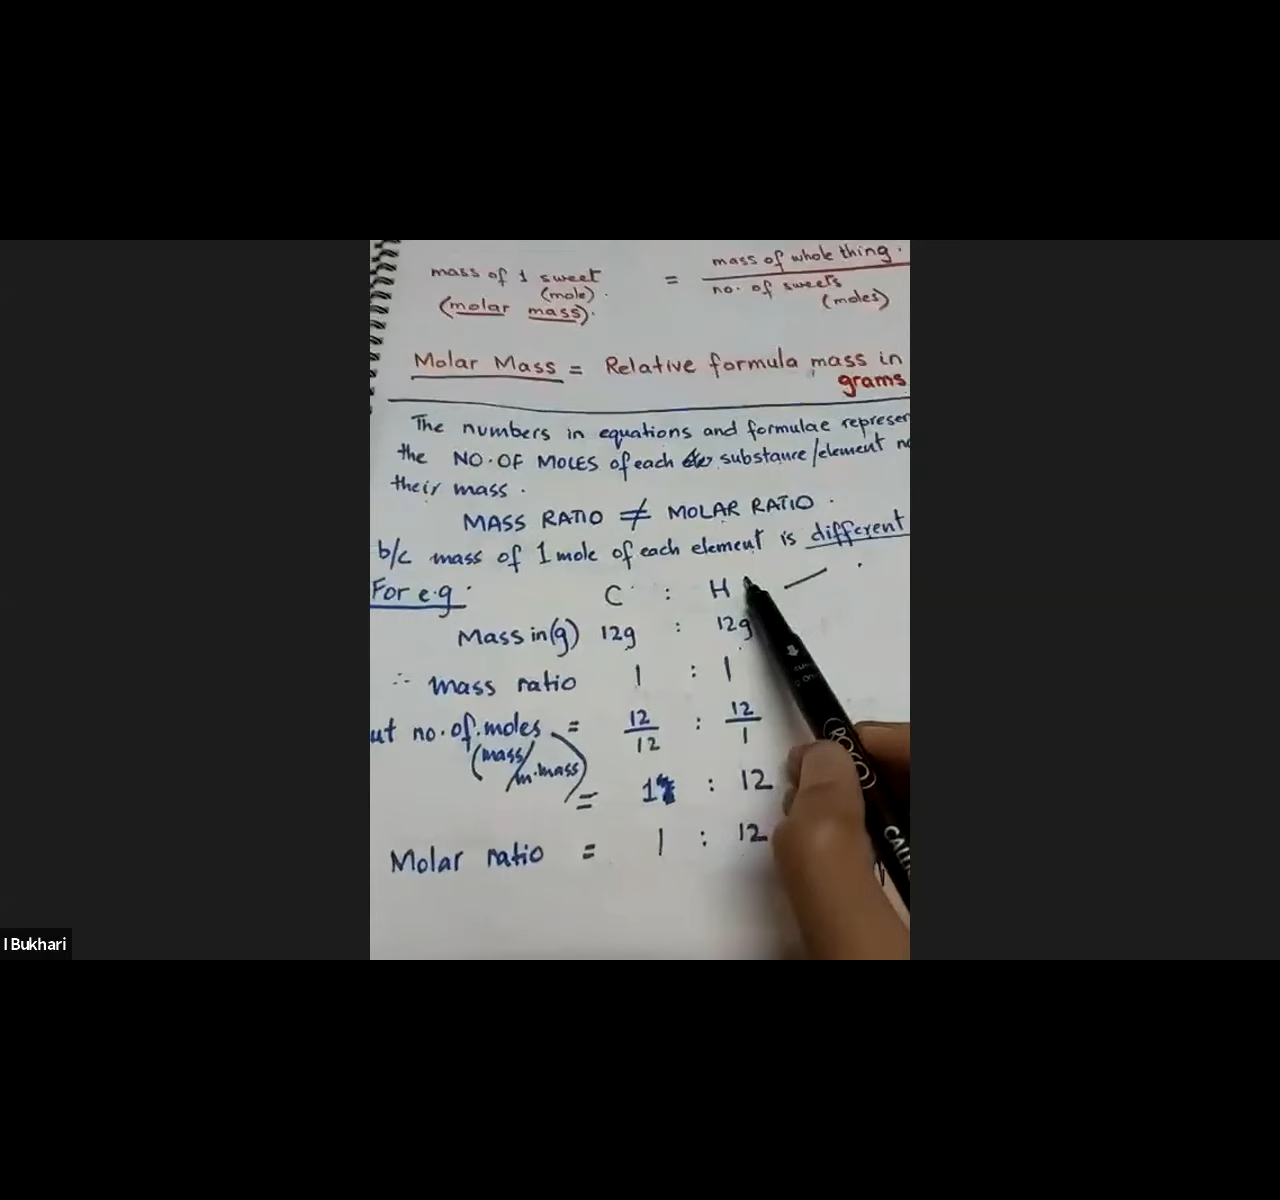 mass of 1 sweet = mass of whole thing.
(mole). no. of sweets
(molar mass). (moles)
Molar Mass = Relative formula mass in
grams
The numbers in equations and formulae represen
the NO. OF MOLES of each substance/element no
their mass.
MASS RATIO ≠ MOLAR RATIO.
b/c mass of 1 mole of each element is different
For e.g: C : H
Mass in(g) 12g : 12g
∴ mass ratio 1 : 1
ut no. of moles = 12/12 : 12/1
(mass/
m.mass)
= 1 : 12
Molar ratio = 1 : 12
POSCA
I Bukhari